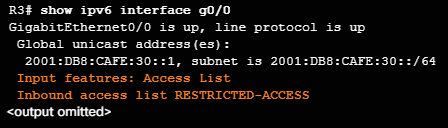 R3# show ipv6 interface g0/0
GigabitEthernet0/0 is up, line protocol is up
Global unicast address(es):
2001:DB8:CAFE:30::1, subnet is 2001:DB8:CAFE:30::/64
Input features: Access List
Inbound access list RESTRICTED-ACCESS
<output omitted>